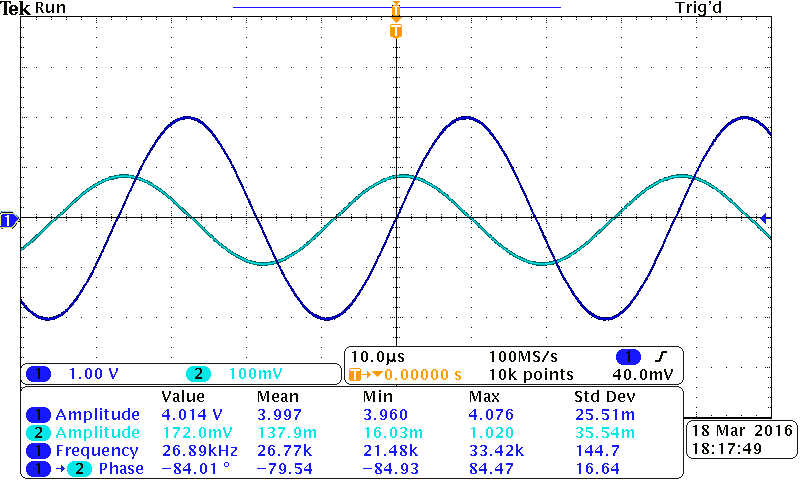 Tek Run Trig'd
T
T
1
10.0µs 100MS/s 1
1 1.00 V 2 100mV T→▼0.00000 s 10k points 40.0mV
Value Mean Min Max Std Dev
1 Amplitude 4.014 V 3.997 3.960 4.076 25.51m
2 Amplitude 172.0mV 137.9m 16.03m 1.020 35.54m
1 Frequency 26.89kHz 26.77k 21.48k 33.42k 144.7
1 → 2 Phase −84.01 ° −79.54 −84.93 84.47 16.64
18 Mar 2016
18:17:49